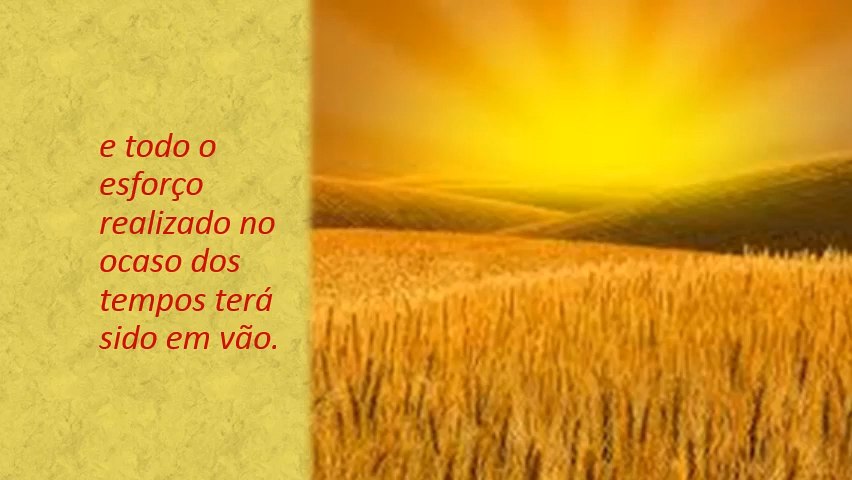 e todo o
esforço
realizado no
ocaso dos
tempos terá
sido em vão.